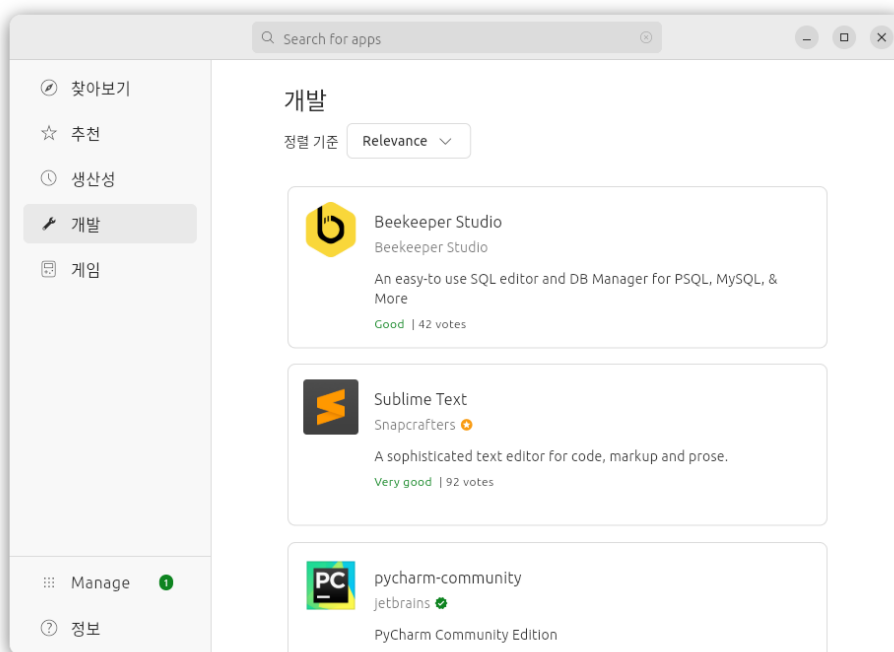 Search for apps
찾아보기
추천
생산성
개발
게임
Manage 1
정보
개발
정렬 기준 Relevance
Beekeeper Studio
Beekeeper Studio
An easy-to use SQL editor and DB Manager for PSQL, MySQL, &
More
Good | 42 votes
Sublime Text
Snapcrafters
A sophisticated text editor for code, markup and prose.
Very good | 92 votes
PC
pycharm-community
jetbrains
PyCharm Community Edition